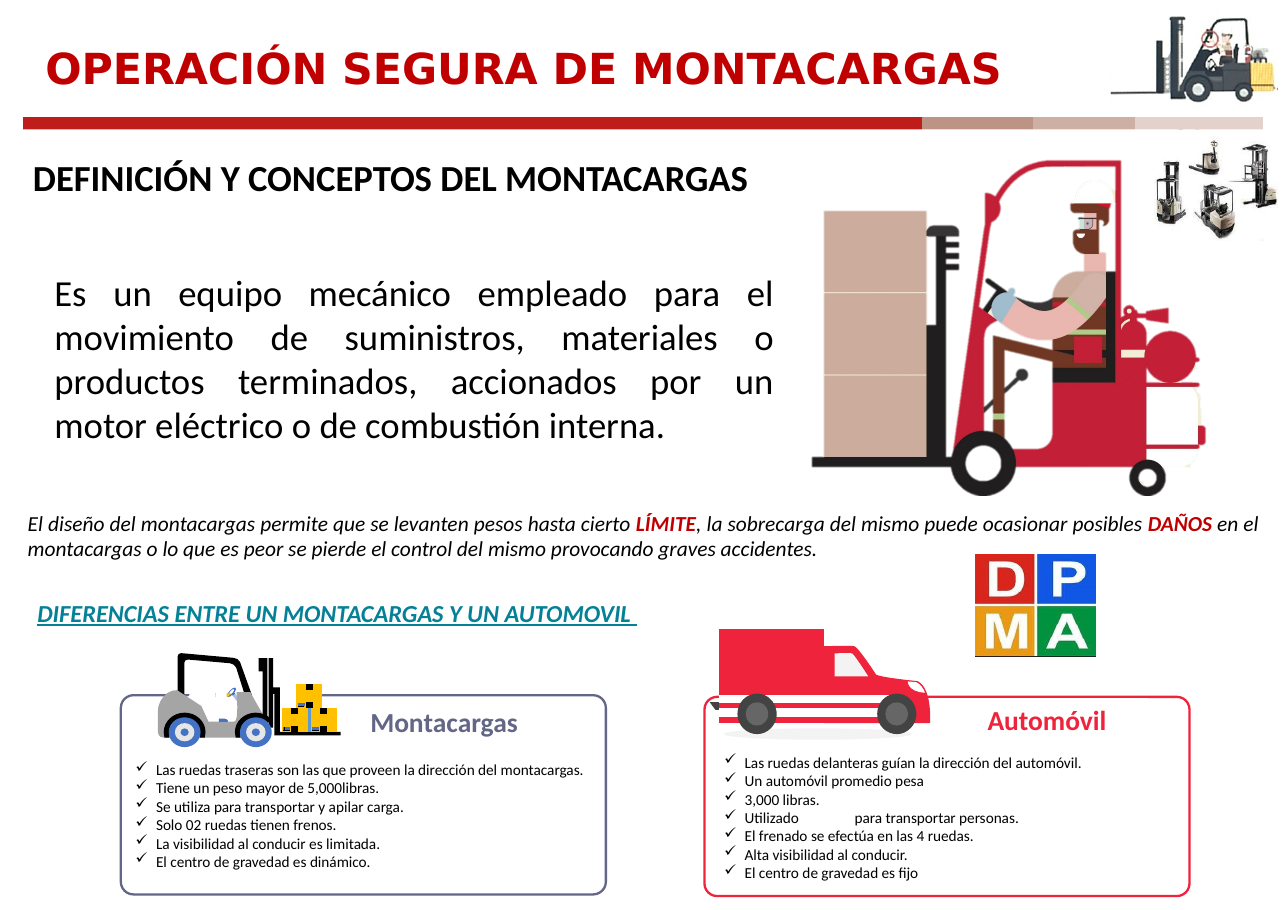 OPERACIÓN SEGURA DE MONTACARGAS
DEFINICIÓN Y CONCEPTOS DEL MONTACARGAS
Es un equipo mecánico empleado para el
movimiento de suministros, materiales o
productos terminados, accionados por un
motor eléctrico o de combustión interna.
El diseño del montacargas permite que se levanten pesos hasta cierto LÍMITE, la sobrecarga del mismo puede ocasionar posibles DAÑOS en el
montacargas o lo que es peor se pierde el control del mismo provocando graves accidentes.
D P
M A
DIFERENCIAS ENTRE UN MONTACARGAS Y UN AUTOMOVIL
Montacargas
Las ruedas traseras son las que proveen la dirección del montacargas.
Tiene un peso mayor de 5,000libras.
Se utiliza para transportar y apilar carga.
Solo 02 ruedas tienen frenos.
La visibilidad al conducir es limitada.
El centro de gravedad es dinámico.
Automóvil
Las ruedas delanteras guían la dirección del automóvil.
Un automóvil promedio pesa
3,000 libras.
Utilizado para transportar personas.
El frenado se efectúa en las 4 ruedas.
Alta visibilidad al conducir.
El centro de gravedad es fijo